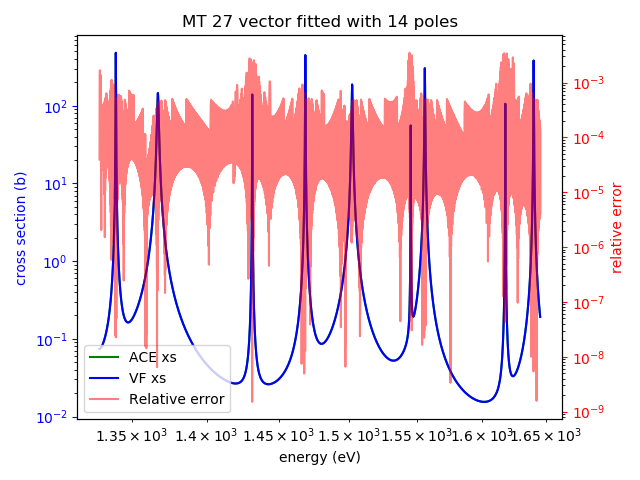 MT 27 vector fitted with 14 poles
cross section (b)
10² 10¹ 10⁰ 10⁻¹ 10⁻²
ACE xs
VF xs
Relative error
10⁻³ 10⁻⁴ 10⁻⁵ 10⁻⁶ 10⁻⁷ 10⁻⁸ 10⁻⁹
relative error
1.35×10³ 1.4×10³ 1.45×10³ 1.5×10³ 1.55×10³ 1.6×10³ 1.65×10³
energy (eV)